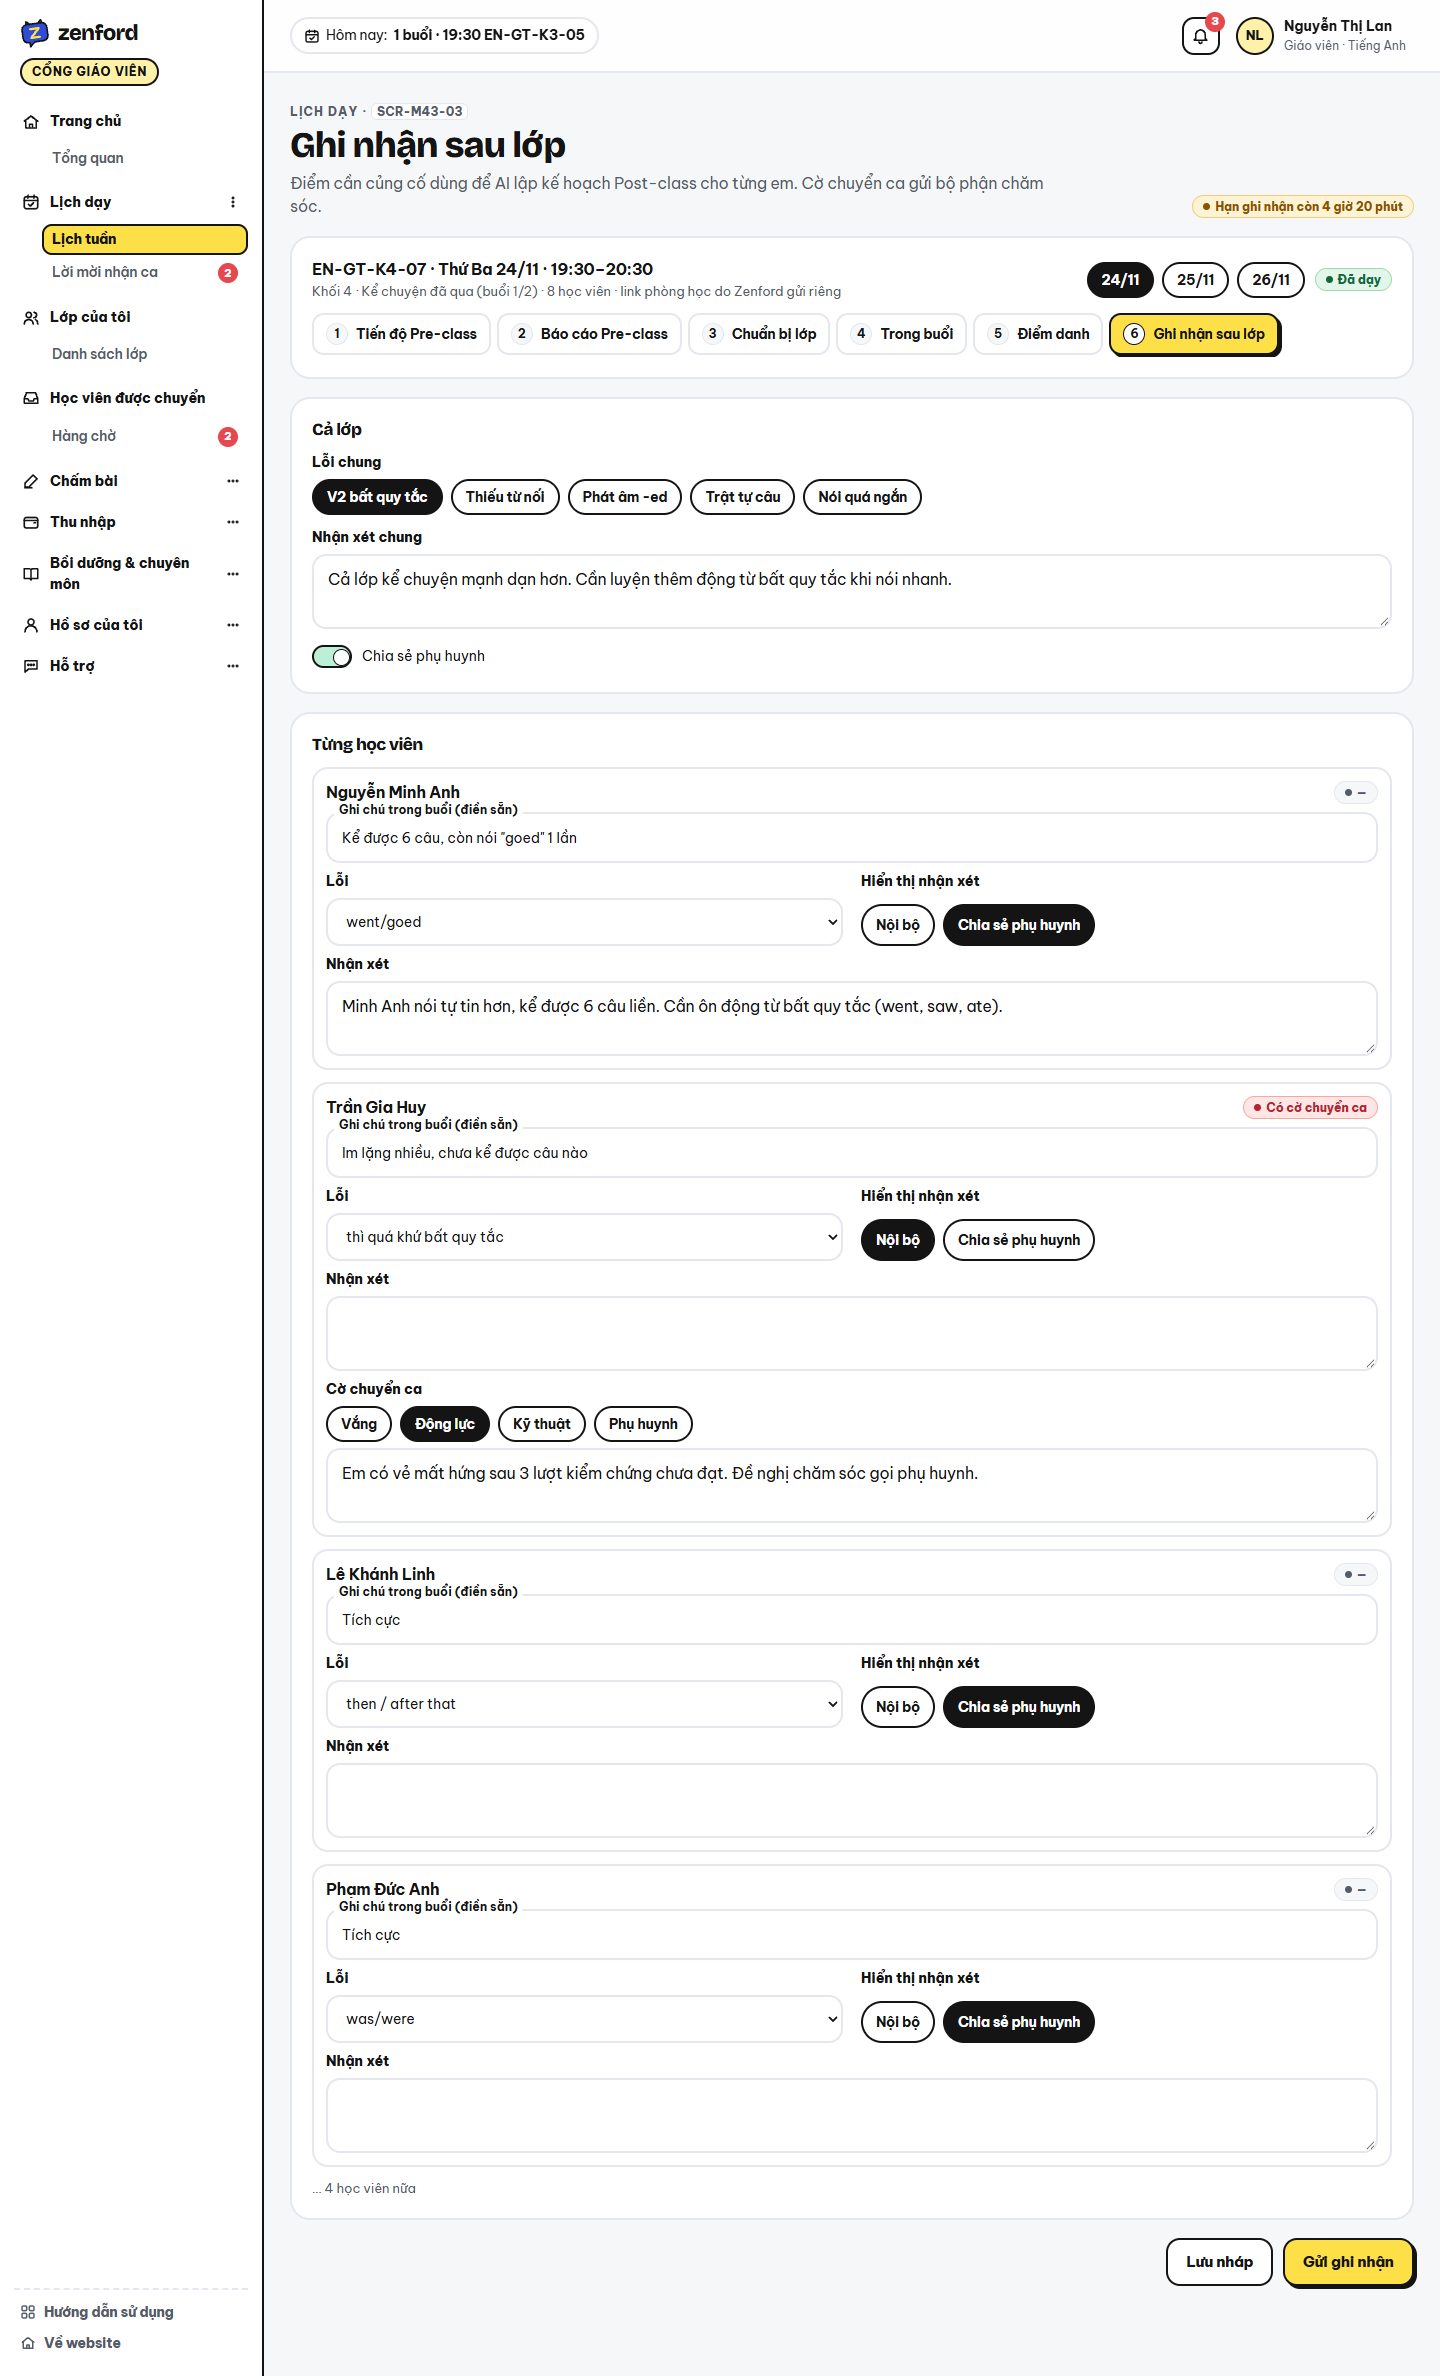 zenford
CỔNG GIÁO VIÊN
Trang chủ
Tổng quan
Lịch dạy
Lịch tuần
Lời mời nhận ca
2
Lớp của tôi
Danh sách lớp
Học viên được chuyển
Hàng chờ
2
Chấm bài
Thu nhập
Bồi dưỡng & chuyên
môn
Hồ sơ của tôi
Hỗ trợ
Hướng dẫn sử dụng
Về website
Hôm nay: 1 buổi · 19:30 EN-GT-K3-05
3
NL
Nguyễn Thị Lan
Giáo viên · Tiếng Anh
LỊCH DẠY · SCR-M43-03
Ghi nhận sau lớp
Điểm cần củng cố dùng để AI lập kế hoạch Post-class cho từng em. Cờ chuyển ca gửi bộ phận chăm
sóc.
Hạn ghi nhận còn 4 giờ 20 phút
EN-GT-K4-07 · Thứ Ba 24/11 · 19:30–20:30
Khối 4 · Kể chuyện đã qua (buổi 1/2) · 8 học viên · link phòng học do Zenford gửi riêng
24/11 25/11 26/11 Đã dạy
1 Tiến độ Pre-class 2 Báo cáo Pre-class 3 Chuẩn bị lớp 4 Trong buổi 5 Điểm danh 6 Ghi nhận sau lớp
Cả lớp
Lỗi chung
V2 bất quy tắc Thiếu từ nối Phát âm -ed Trật tự câu Nói quá ngắn
Nhận xét chung
Cả lớp kể chuyện mạnh dạn hơn. Cần luyện thêm động từ bất quy tắc khi nói nhanh.
Chia sẻ phụ huynh
Từng học viên
Nguyễn Minh Anh
–
Ghi chú trong buổi (điền sẵn)
Kể được 6 câu, còn nói "goed" 1 lần
Lỗi
Hiển thị nhận xét
went/goed
Nội bộ Chia sẻ phụ huynh
Nhận xét
Minh Anh nói tự tin hơn, kể được 6 câu liền. Cần ôn động từ bất quy tắc (went, saw, ate).
Trần Gia Huy
Có cờ chuyển ca
Ghi chú trong buổi (điền sẵn)
Im lặng nhiều, chưa kể được câu nào
Lỗi
Hiển thị nhận xét
thì quá khứ bất quy tắc
Nội bộ Chia sẻ phụ huynh
Nhận xét
Cờ chuyển ca
Vắng Động lực Kỹ thuật Phụ huynh
Em có vẻ mất hứng sau 3 lượt kiểm chứng chưa đạt. Đề nghị chăm sóc gọi phụ huynh.
Lê Khánh Linh
–
Ghi chú trong buổi (điền sẵn)
Tích cực
Lỗi
Hiển thị nhận xét
then / after that
Nội bộ Chia sẻ phụ huynh
Nhận xét
Phạm Đức Anh
–
Ghi chú trong buổi (điền sẵn)
Tích cực
Lỗi
Hiển thị nhận xét
was/were
Nội bộ Chia sẻ phụ huynh
Nhận xét
... 4 học viên nữa
Lưu nháp Gửi ghi nhận